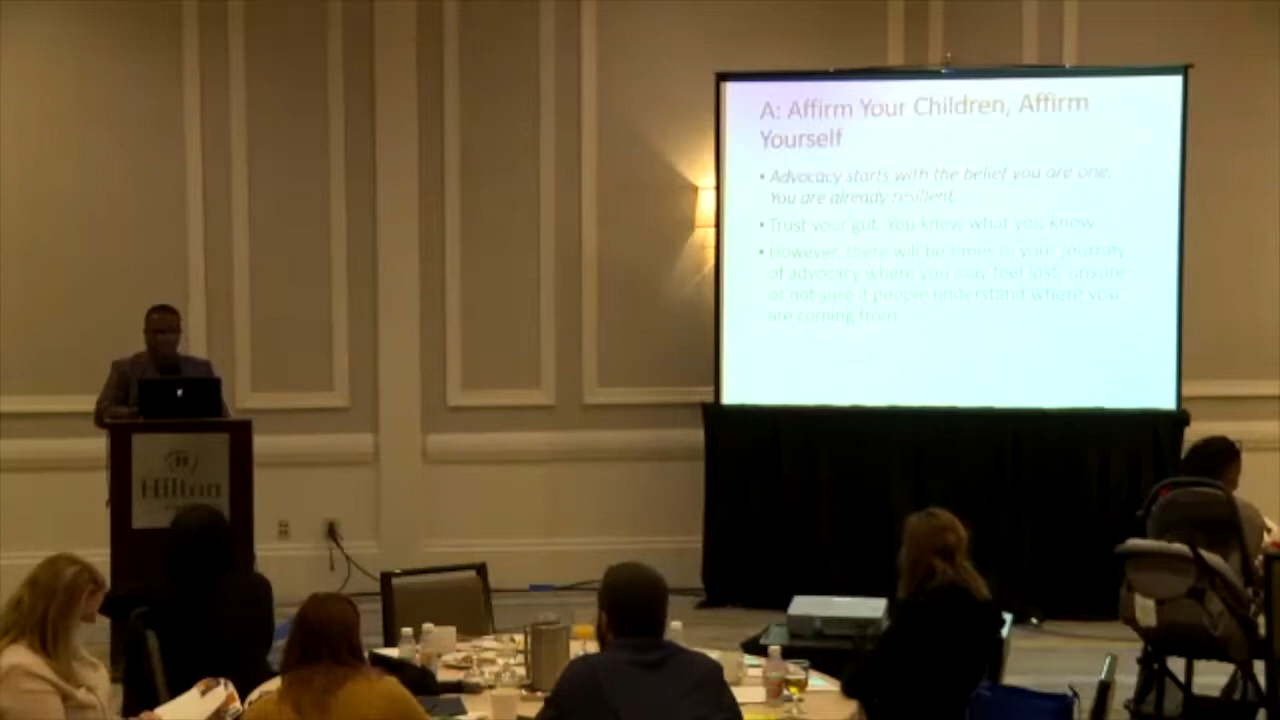 A: Affirm Your Children, Affirm
Yourself
• Advocacy starts with the belief you are one.
You are already resilient.
• Trust your gut. You know what you know.
• However, there will be times in your journey
of advocacy where you may feel lost, unsure
or not sure if people understand where you
are coming from.
Hilton